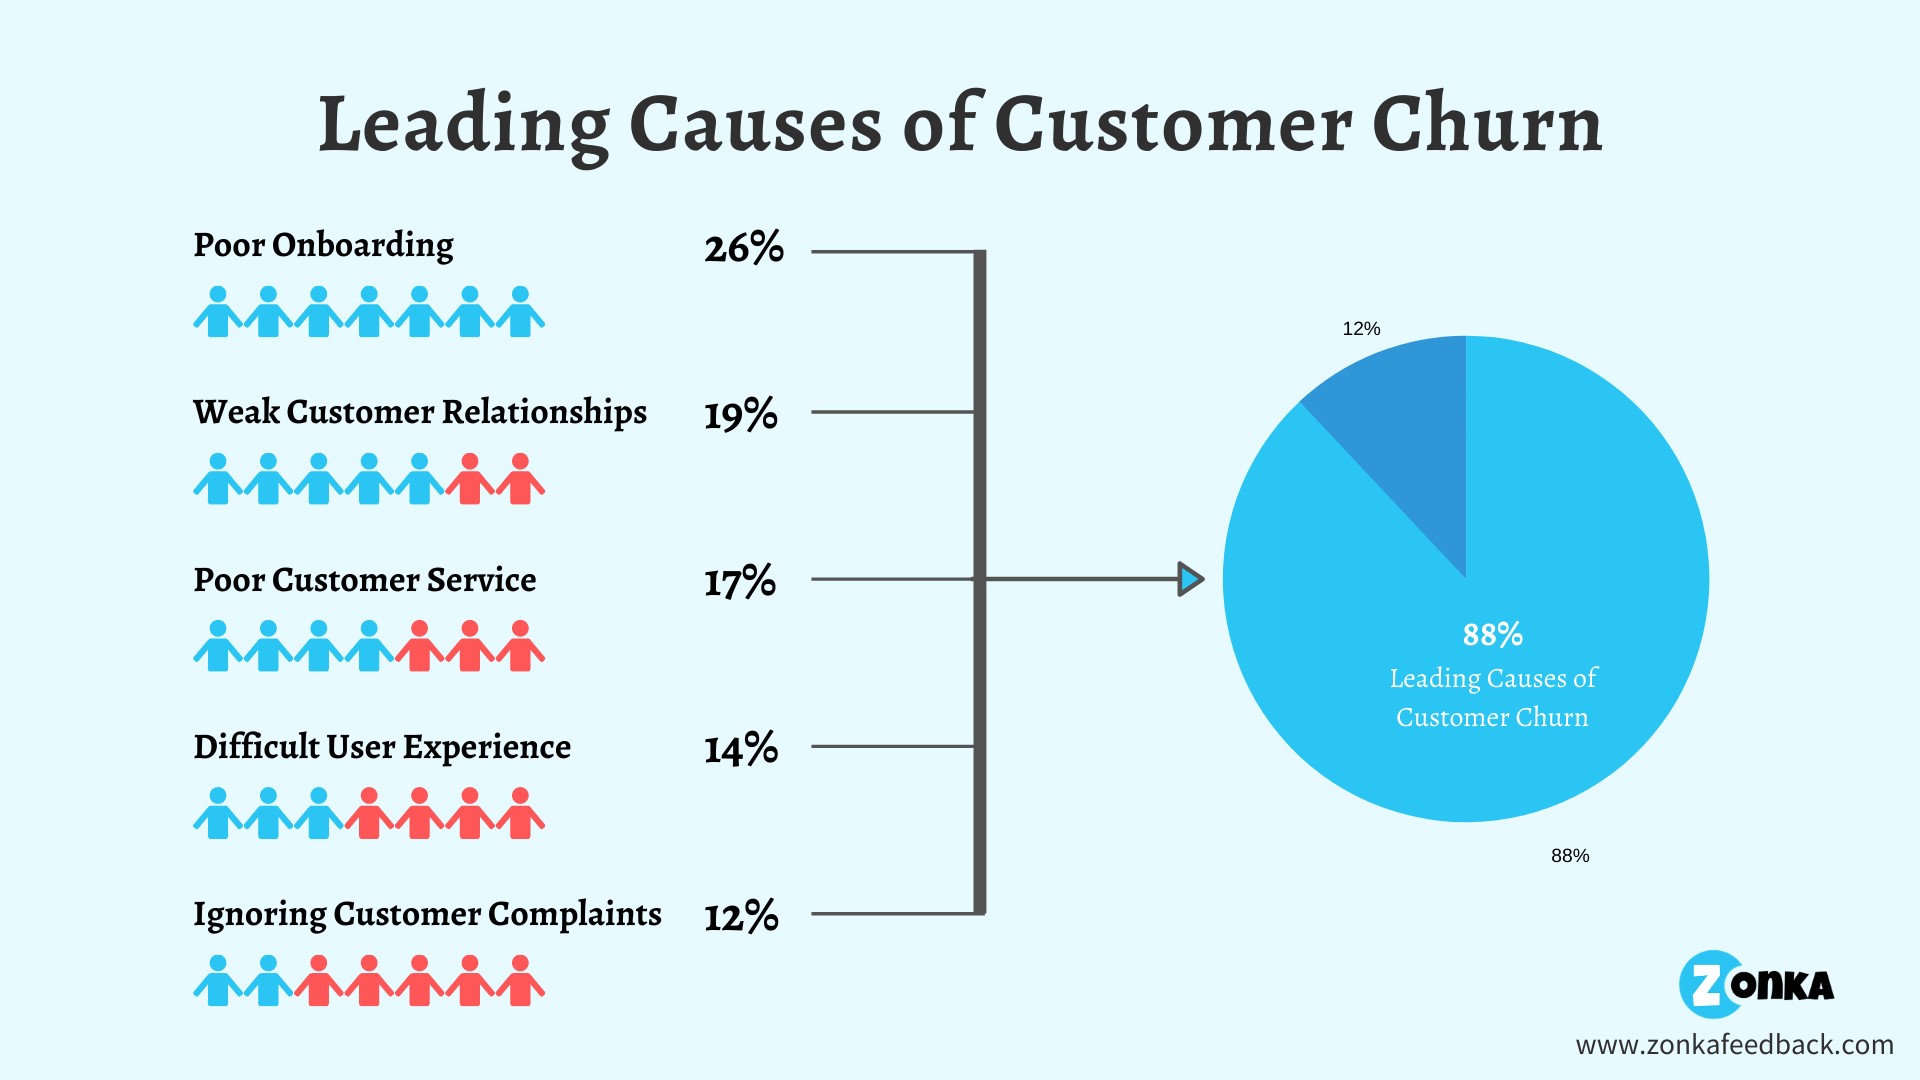 Leading Causes of Customer Churn
Poor Onboarding 26%
Weak Customer Relationships 19%
Poor Customer Service 17%
Difficult User Experience 14%
Ignoring Customer Complaints 12%
12%
88%
Leading Causes of
Customer Churn
88%
ZONKA
www.zonkafeedback.com